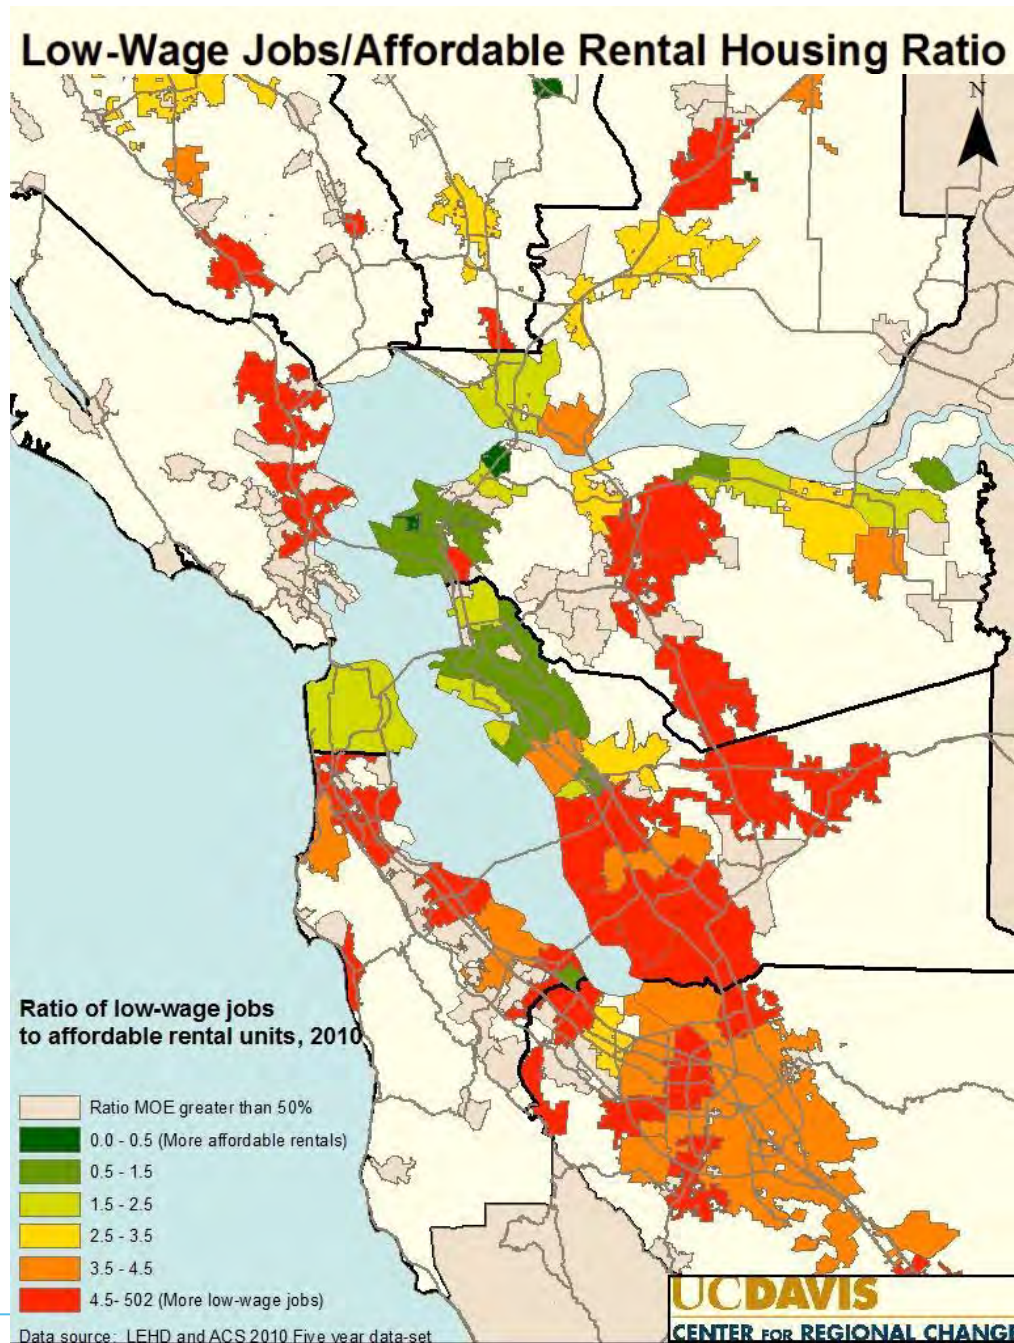 Low-Wage Jobs/Affordable Rental Housing Ratio
N
Ratio of low-wage jobs
to affordable rental units, 2010
Ratio MOE greater than 50%
0.0 - 0.5 (More affordable rentals)
0.5 - 1.5
1.5 - 2.5
2.5 - 3.5
3.5 - 4.5
4.5- 502 (More low-wage jobs)
Data source: LEHD and ACS 2010 Five year data-set
UCDAVIS
CENTER FOR REGIONAL CHANGE